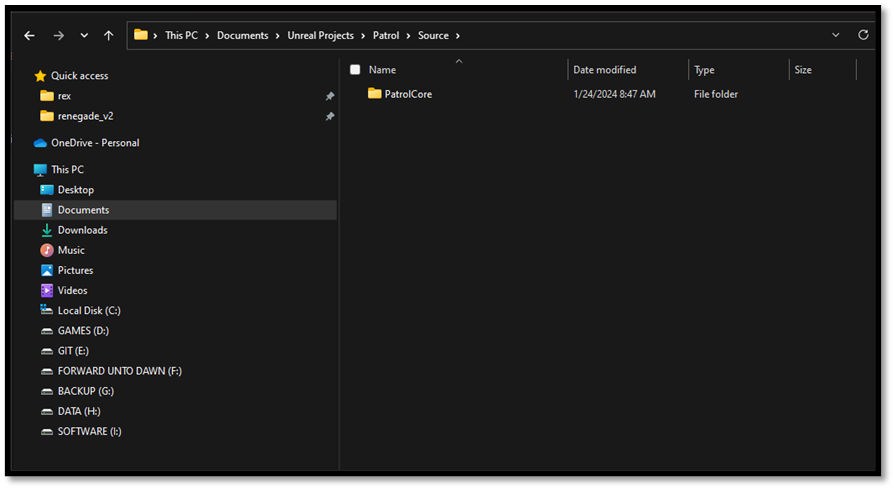 This PC > Documents > Unreal Projects > Patrol > Source >
Quick access
rex
renegade_v2
OneDrive - Personal
This PC
Desktop
Documents
Downloads
Music
Pictures
Videos
Local Disk (C:)
GAMES (D:)
GIT (E:)
FORWARD UNTO DAWN (F:)
BACKUP (G:)
DATA (H:)
SOFTWARE (I:)
Name Date modified Type Size
PatrolCore 1/24/2024 8:47 AM File folder